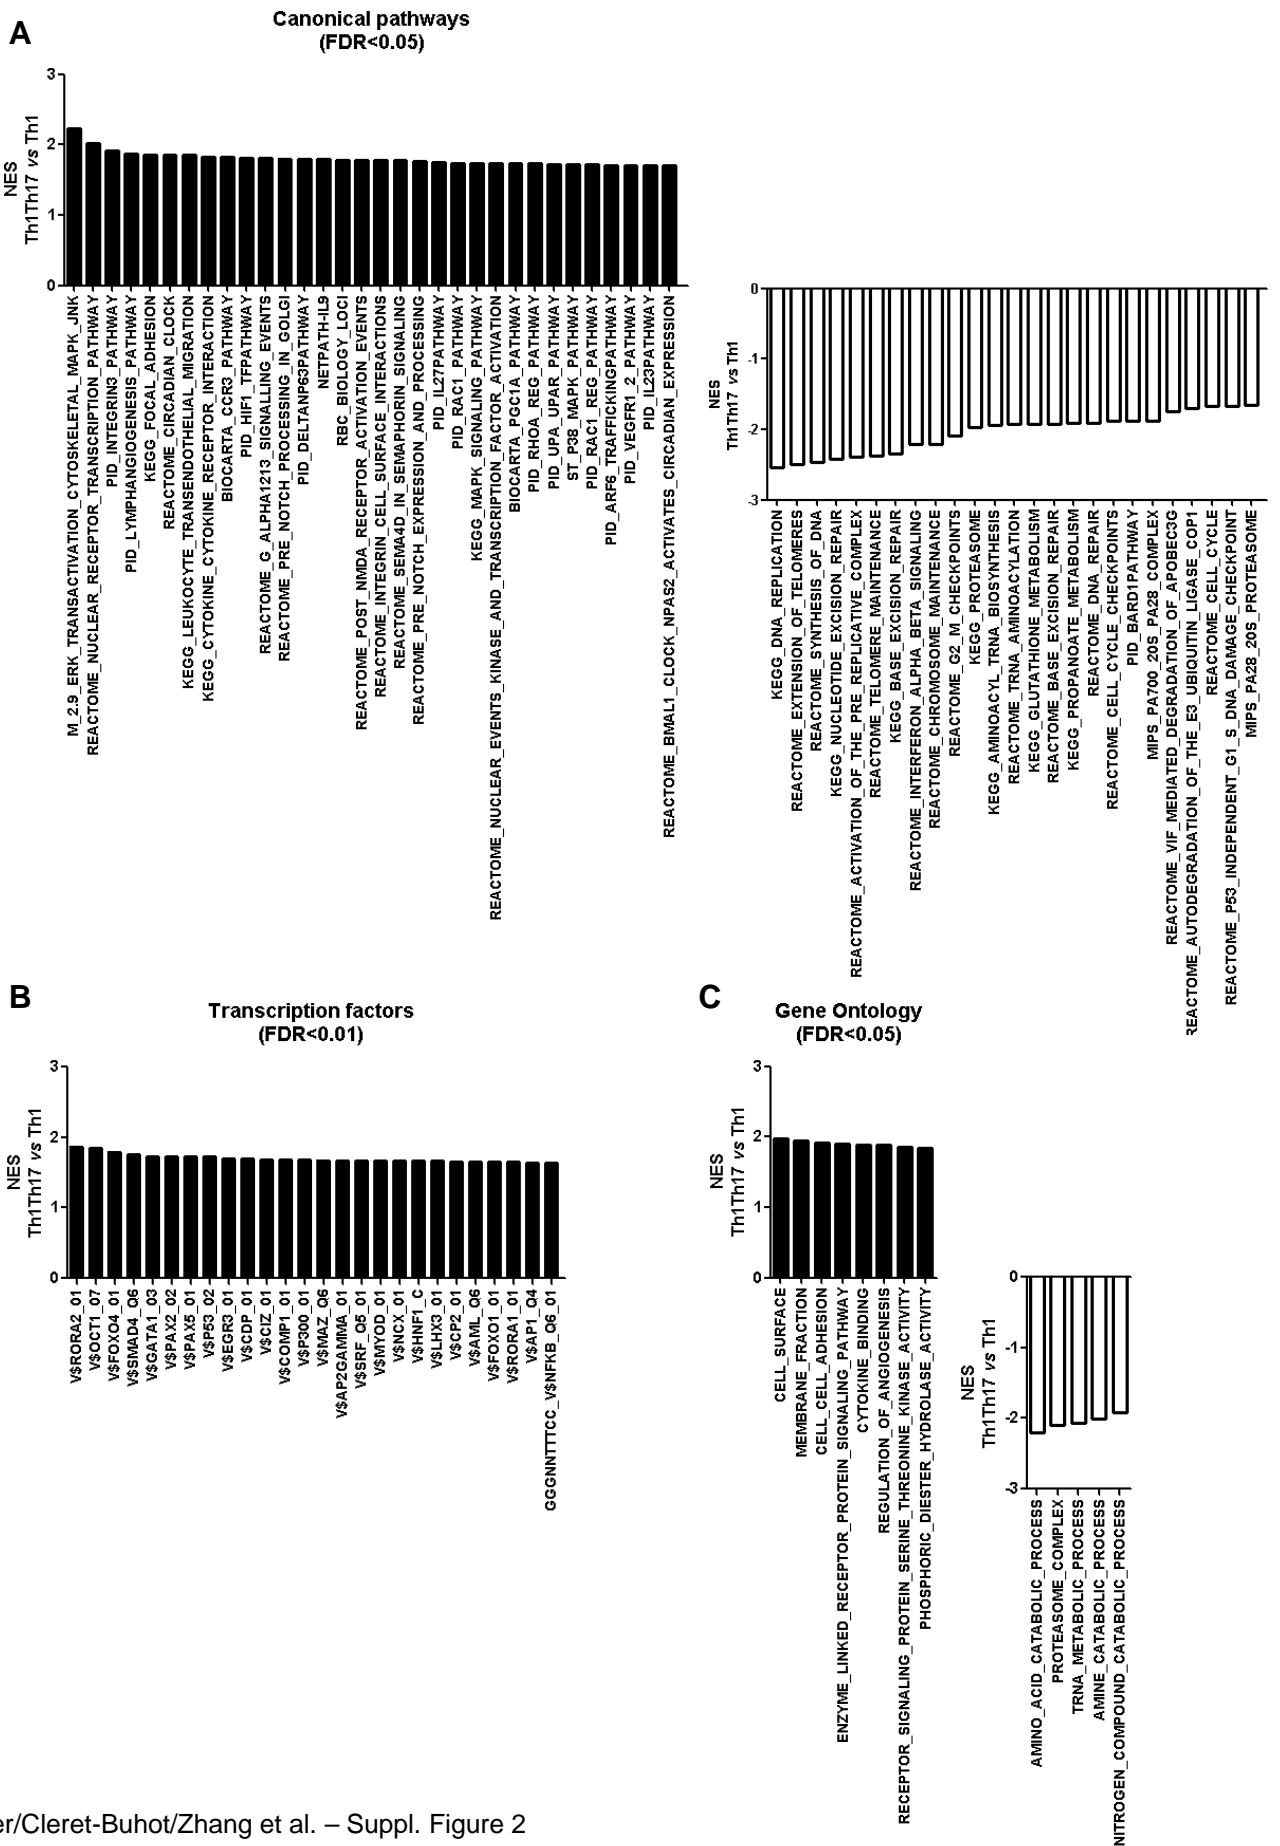 A
Canonical pathways
(FDR<0.05)
NES
Th1Th17 vs Th1
3
2
1
0
M_2.9_ERK_TRANSACTIVATION_CYTOSKELETAL_MAPK_JNK
REACTOME_NUCLEAR_RECEPTOR_TRANSCRIPTION_PATHWAY
PID_INTEGRIN3_PATHWAY
PID_LYMPHANGIOGENESIS_PATHWAY
KEGG_FOCAL_ADHESION
REACTOME_CIRCADIAN_CLOCK
KEGG_LEUKOCYTE_TRANSENDOTHELIAL_MIGRATION
KEGG_CYTOKINE_CYTOKINE_RECEPTOR_INTERACTION
BIOCARTA_CCR3_PATHWAY
PID_HIF1_TFPATHWAY
REACTOME_G_ALPHA1213_SIGNALLING_EVENTS
REACTOME_PRE_NOTCH_PROCESSING_IN_GOLGI
PID_DELTANP63PATHWAY
NETPATH-IL9
RBC_BIOLOGY_LOCI
REACTOME_POST_NMDA_RECEPTOR_ACTIVATION_EVENTS
REACTOME_INTEGRIN_CELL_SURFACE_INTERACTIONS
REACTOME_SEMA4D_IN_SEMAPHORIN_SIGNALING
REACTOME_PRE_NOTCH_EXPRESSION_AND_PROCESSING
PID_IL27PATHWAY
PID_RAC1_PATHWAY
KEGG_MAPK_SIGNALING_PATHWAY
REACTOME_NUCLEAR_EVENTS_KINASE_AND_TRANSCRIPTION_FACTOR_ACTIVATION
BIOCARTA_PGC1A_PATHWAY
PID_RHOA_REG_PATHWAY
PID_UPA_UPAR_PATHWAY
ST_P38_MAPK_PATHWAY
PID_RAC1_REG_PATHWAY
PID_ARF6_TRAFFICKINGPATHWAY
PID_VEGFR1_2_PATHWAY
PID_IL23PATHWAY
REACTOME_BMAL1_CLOCK_NPAS2_ACTIVATES_CIRCADIAN_EXPRESSION
NES
Th1Th17 vs Th1
0
-1
-2
-3
KEGG_DNA_REPLICATION
REACTOME_EXTENSION_OF_TELOMERES
REACTOME_SYNTHESIS_OF_DNA
KEGG_NUCLEOTIDE_EXCISION_REPAIR
REACTOME_ACTIVATION_OF_THE_PRE_REPLICATIVE_COMPLEX
REACTOME_TELOMERE_MAINTENANCE
KEGG_BASE_EXCISION_REPAIR
REACTOME_INTERFERON_ALPHA_BETA_SIGNALING
REACTOME_CHROMOSOME_MAINTENANCE
REACTOME_G2_M_CHECKPOINTS
KEGG_PROTEASOME
KEGG_AMINOACYL_TRNA_BIOSYNTHESIS
REACTOME_TRNA_AMINOACYLATION
KEGG_GLUTATHIONE_METABOLISM
REACTOME_BASE_EXCISION_REPAIR
KEGG_PROPANOATE_METABOLISM
REACTOME_DNA_REPAIR
REACTOME_CELL_CYCLE_CHECKPOINTS
PID_BARD1PATHWAY
MIPS_PA700_20S_PA28_COMPLEX
REACTOME_VIF_MEDIATED_DEGRADATION_OF_APOBEC3G
REACTOME_AUTODEGRADATION_OF_THE_E3_UBIQUITIN_LIGASE_COP1
REACTOME_CELL_CYCLE
REACTOME_P53_INDEPENDENT_G1_S_DNA_DAMAGE_CHECKPOINT
MIPS_PA28_20S_PROTEASOME
B
Transcription factors
(FDR<0.01)
NES
Th1Th17 vs Th1
3
2
1
0
V$RORA2_01
V$OCT1_07
V$FOXO4_01
V$SMAD4_Q6
V$GATA1_03
V$PAX2_02
V$PAX5_01
V$P53_02
V$EGR3_01
V$CDP_01
V$CIZ_01
V$COMP1_01
V$P300_01
V$MAZ_Q6
V$AP2GAMMA_01
V$SRF_Q5_01
V$MYOD_01
V$NCX_01
V$HNF1_C
V$LHX3_01
V$CP2_01
V$AML_Q6
V$FOXO1_01
V$RORA1_01
V$AP1_Q4
GGGNNTTTCC_V$NFKB_Q6_01
C
Gene Ontology
(FDR<0.05)
NES
Th1Th17 vs Th1
3
2
1
0
CELL_SURFACE
MEMBRANE_FRACTION
CELL_CELL_ADHESION
ENZYME_LINKED_RECEPTOR_PROTEIN_SIGNALING_PATHWAY
CYTOKINE_BINDING
REGULATION_OF_ANGIOGENESIS
RECEPTOR_SIGNALING_PROTEIN_SERINE_THREONINE_KINASE_ACTIVITY
PHOSPHORIC_DIESTER_HYDROLASE_ACTIVITY
NES
Th1Th17 vs Th1
0
-1
-2
-3
AMINO_ACID_CATABOLIC_PROCESS
PROTEASOME_COMPLEX
TRNA_METABOLIC_PROCESS
AMINE_CATABOLIC_PROCESS
NITROGEN_COMPOUND_CATABOLIC_PROCESS
er/Cleret-Buhot/Zhang et al. – Suppl. Figure 2